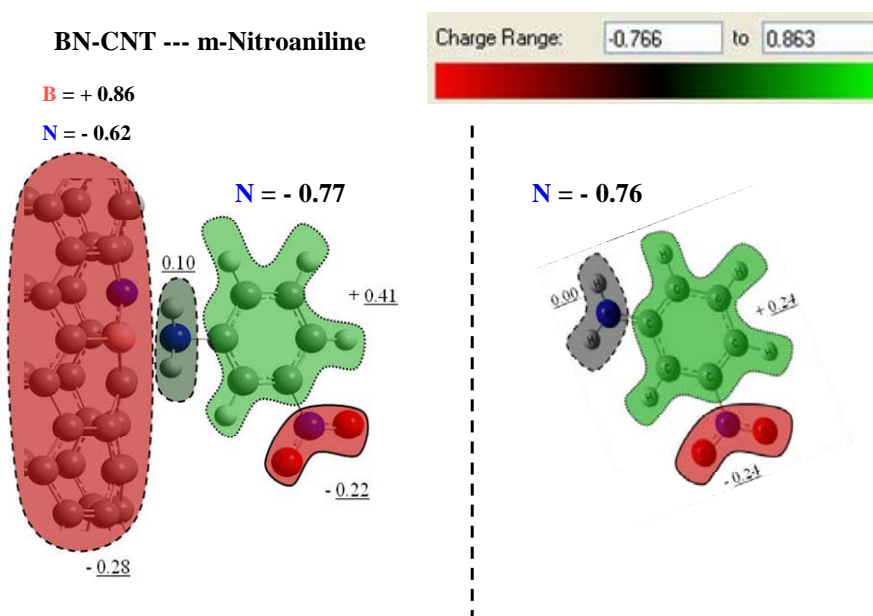 BN-CNT --- m-Nitroaniline
Charge Range: -0.766 to 0.863
B = + 0.86
N = - 0.62
N = - 0.77
N = - 0.76
0.10
+ 0.41
- 0.22
- 0.28
0.00
+ 0.24
- 0.24
H
H
H
H
H
H
C
C
C
C
C
C